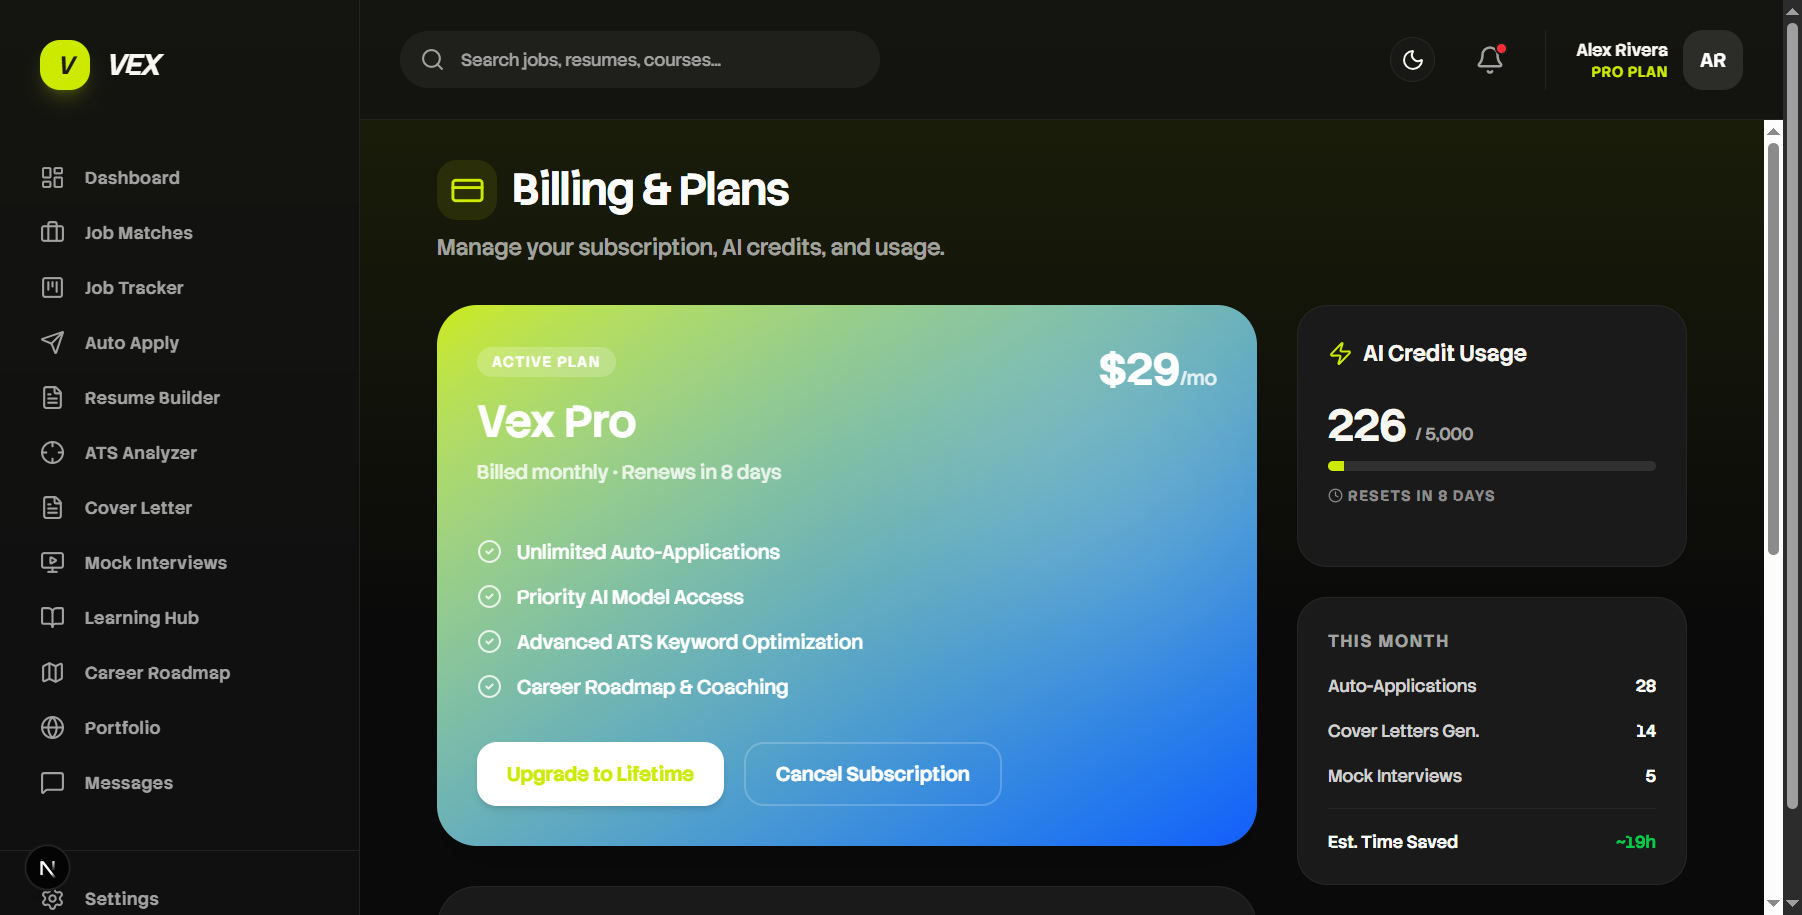 V VEX
Search jobs, resumes, courses...
Alex Rivera
PRO PLAN
AR
Dashboard
Job Matches
Job Tracker
Auto Apply
Resume Builder
ATS Analyzer
Cover Letter
Mock Interviews
Learning Hub
Career Roadmap
Portfolio
Messages
N
Settings
Billing & Plans
Manage your subscription, AI credits, and usage.
ACTIVE PLAN
$29/mo
Vex Pro
Billed monthly • Renews in 8 days
Unlimited Auto-Applications
Priority AI Model Access
Advanced ATS Keyword Optimization
Career Roadmap & Coaching
Upgrade to Lifetime
Cancel Subscription
AI Credit Usage
226 / 5,000
RESETS IN 8 DAYS
THIS MONTH
Auto-Applications 28
Cover Letters Gen. 14
Mock Interviews 5
Est. Time Saved ~19h